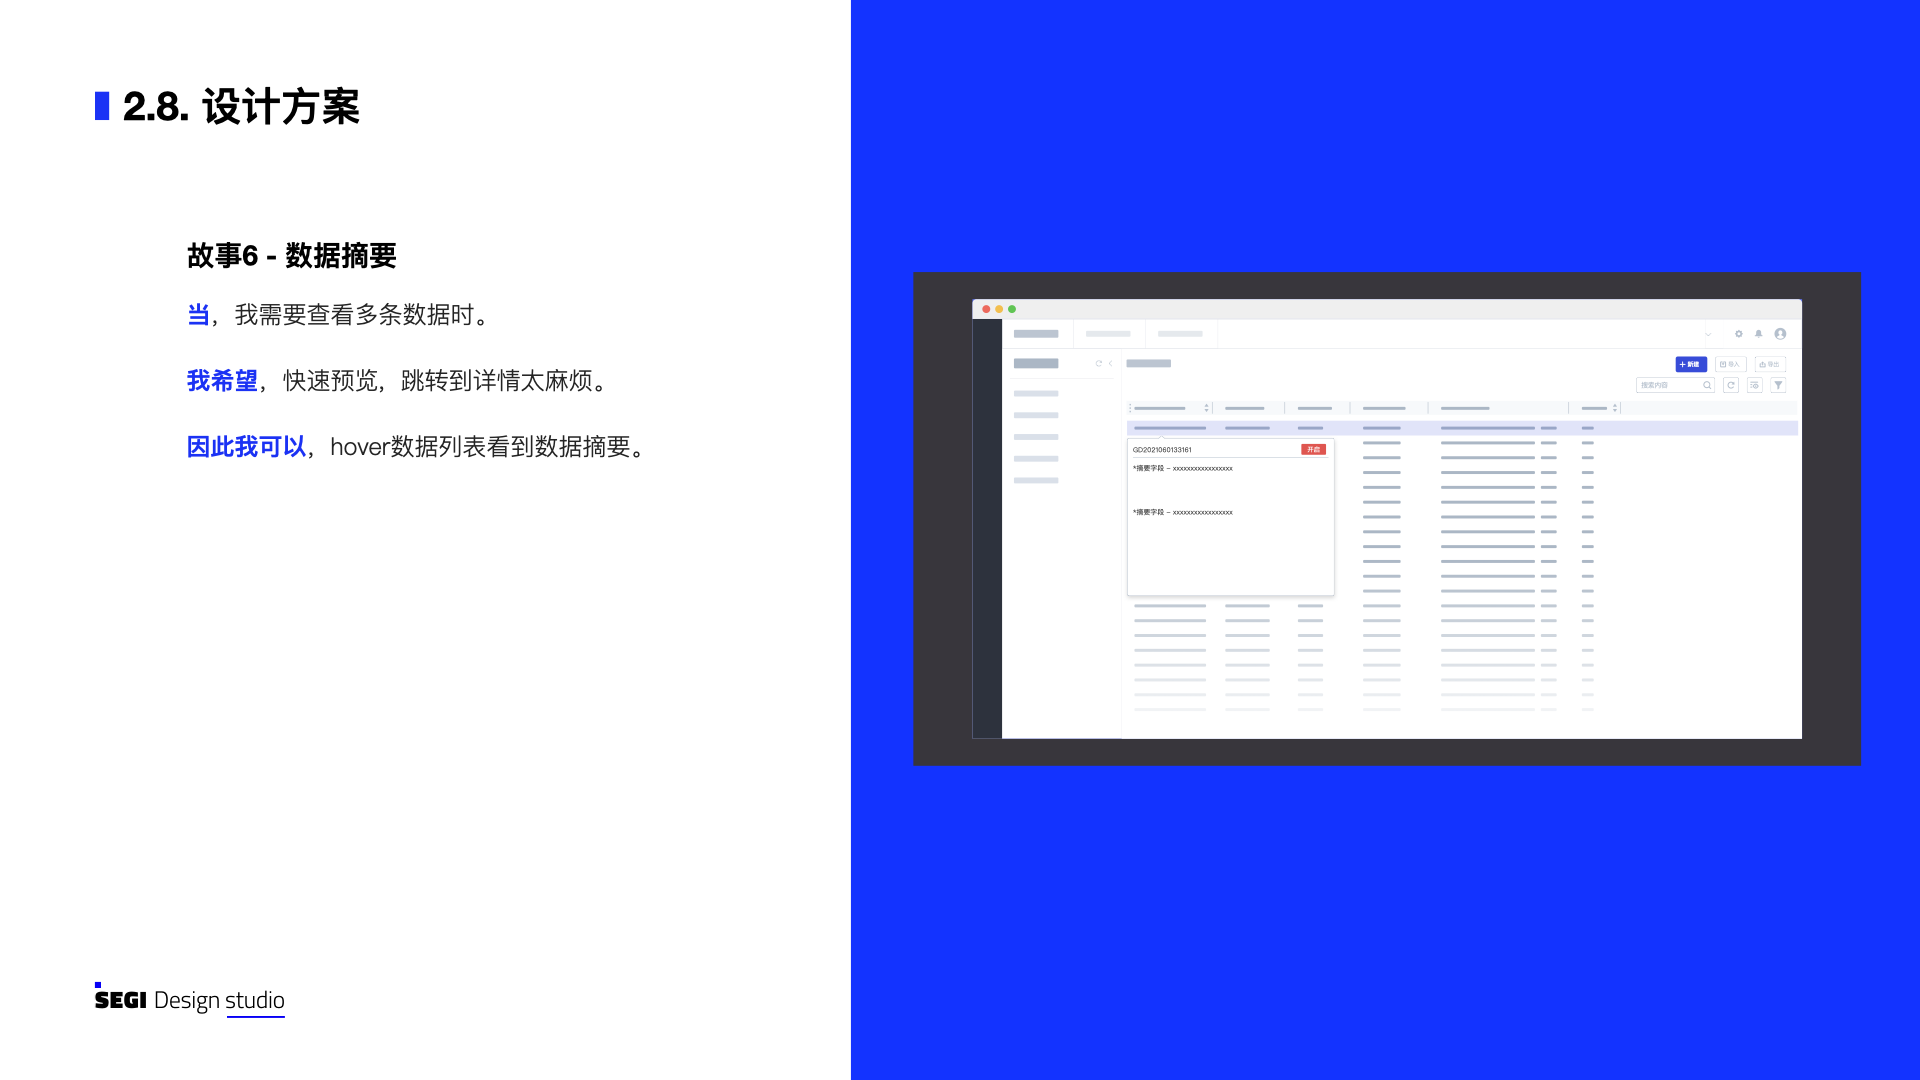 2.8. 设计方案
故事6 - 数据摘要
当，我需要查看多条数据时。
我希望，快速预览，跳转到详情太麻烦。
因此我可以，hover数据列表看到数据摘要。
SEGI Design studio
+ 新建
导入
导出
搜索内容
GD2021060133161
开启
*摘要字段 – xxxxxxxxxxxxxxxxx
*摘要字段 – xxxxxxxxxxxxxxxxx